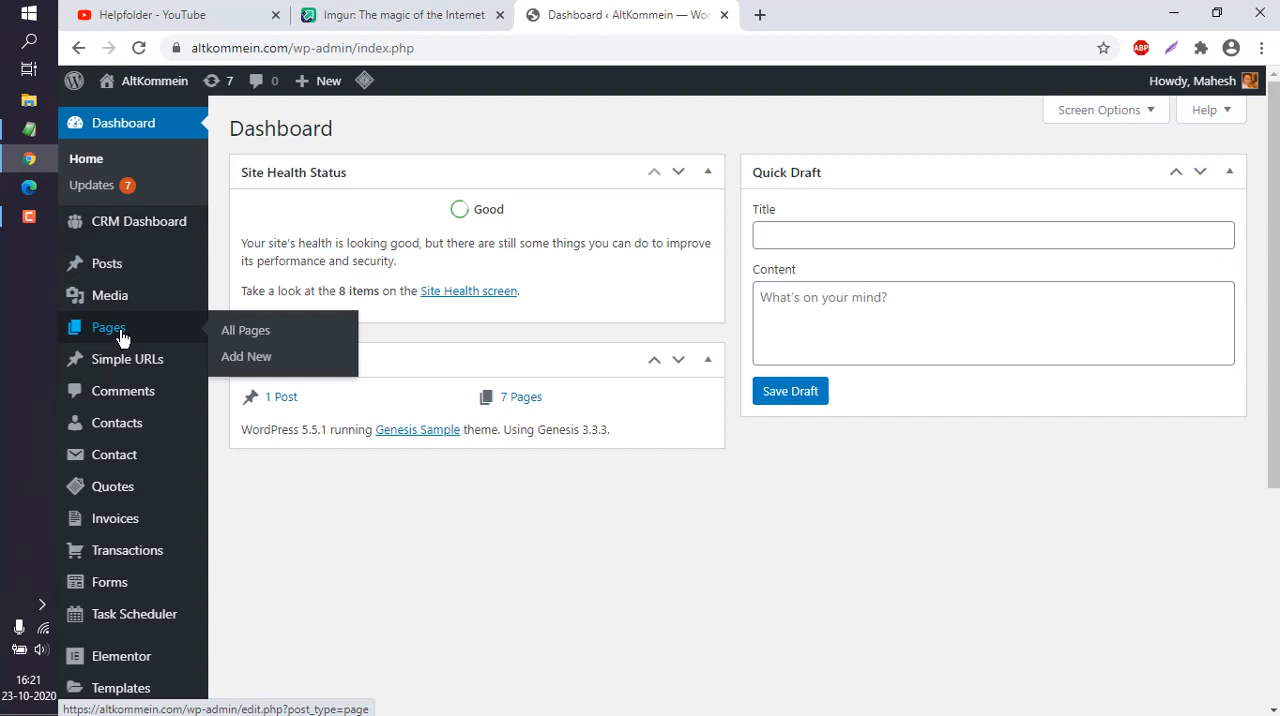 Helpfolder - YouTube
Imgur: The magic of the Internet
Dashboard ‹ AltKommein — Wo
altkommein.com/wp-admin/index.php
ABP
AltKommein
7
0
New
Howdy, Mahesh
Dashboard
Home
Updates 7
CRM Dashboard
Posts
Media
Pages
Simple URLs
Comments
Contacts
Contact
Quotes
Invoices
Transactions
Forms
Task Scheduler
Elementor
Templates
All Pages
Add New
Screen Options
Help
Dashboard
Site Health Status
Good
Your site's health is looking good, but there are still some things you can do to improve
its performance and security.
Take a look at the 8 items on the Site Health screen.
1 Post
7 Pages
WordPress 5.5.1 running Genesis Sample theme. Using Genesis 3.3.3.
Quick Draft
Title
Content
What's on your mind?
Save Draft
16:21
23-10-2020
https://altkommein.com/wp-admin/edit.php?post_type=page